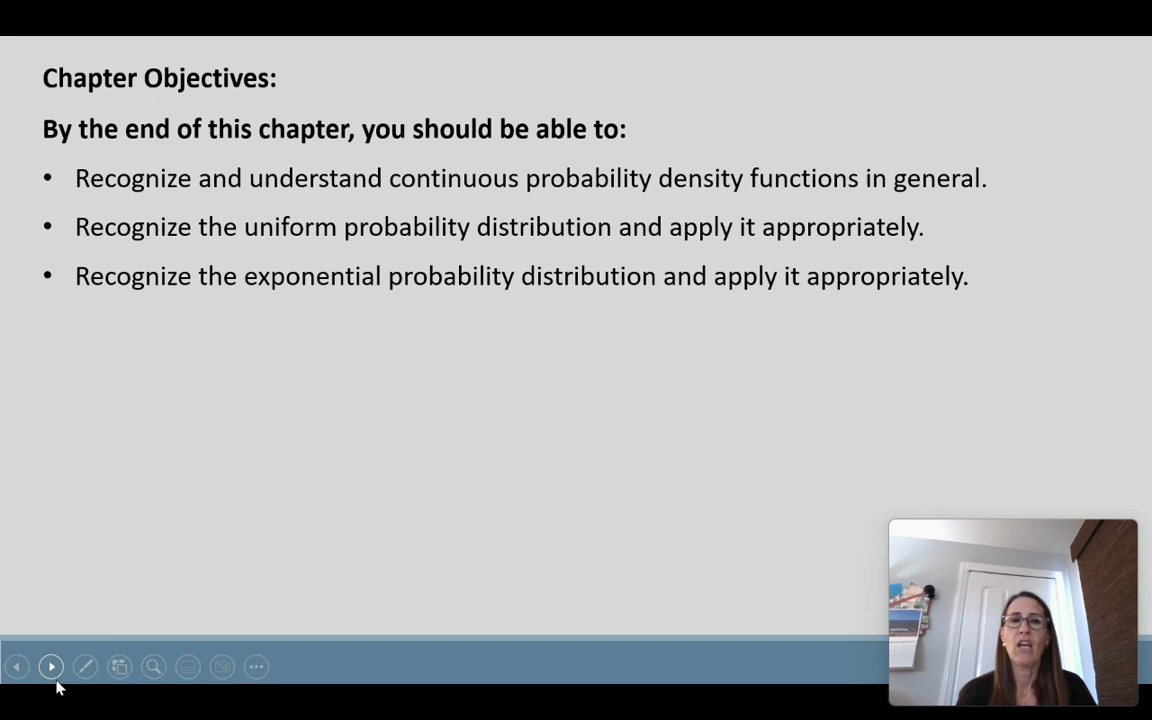 Chapter Objectives:
By the end of this chapter, you should be able to:
• Recognize and understand continuous probability density functions in general.
• Recognize the uniform probability distribution and apply it appropriately.
• Recognize the exponential probability distribution and apply it appropriately.